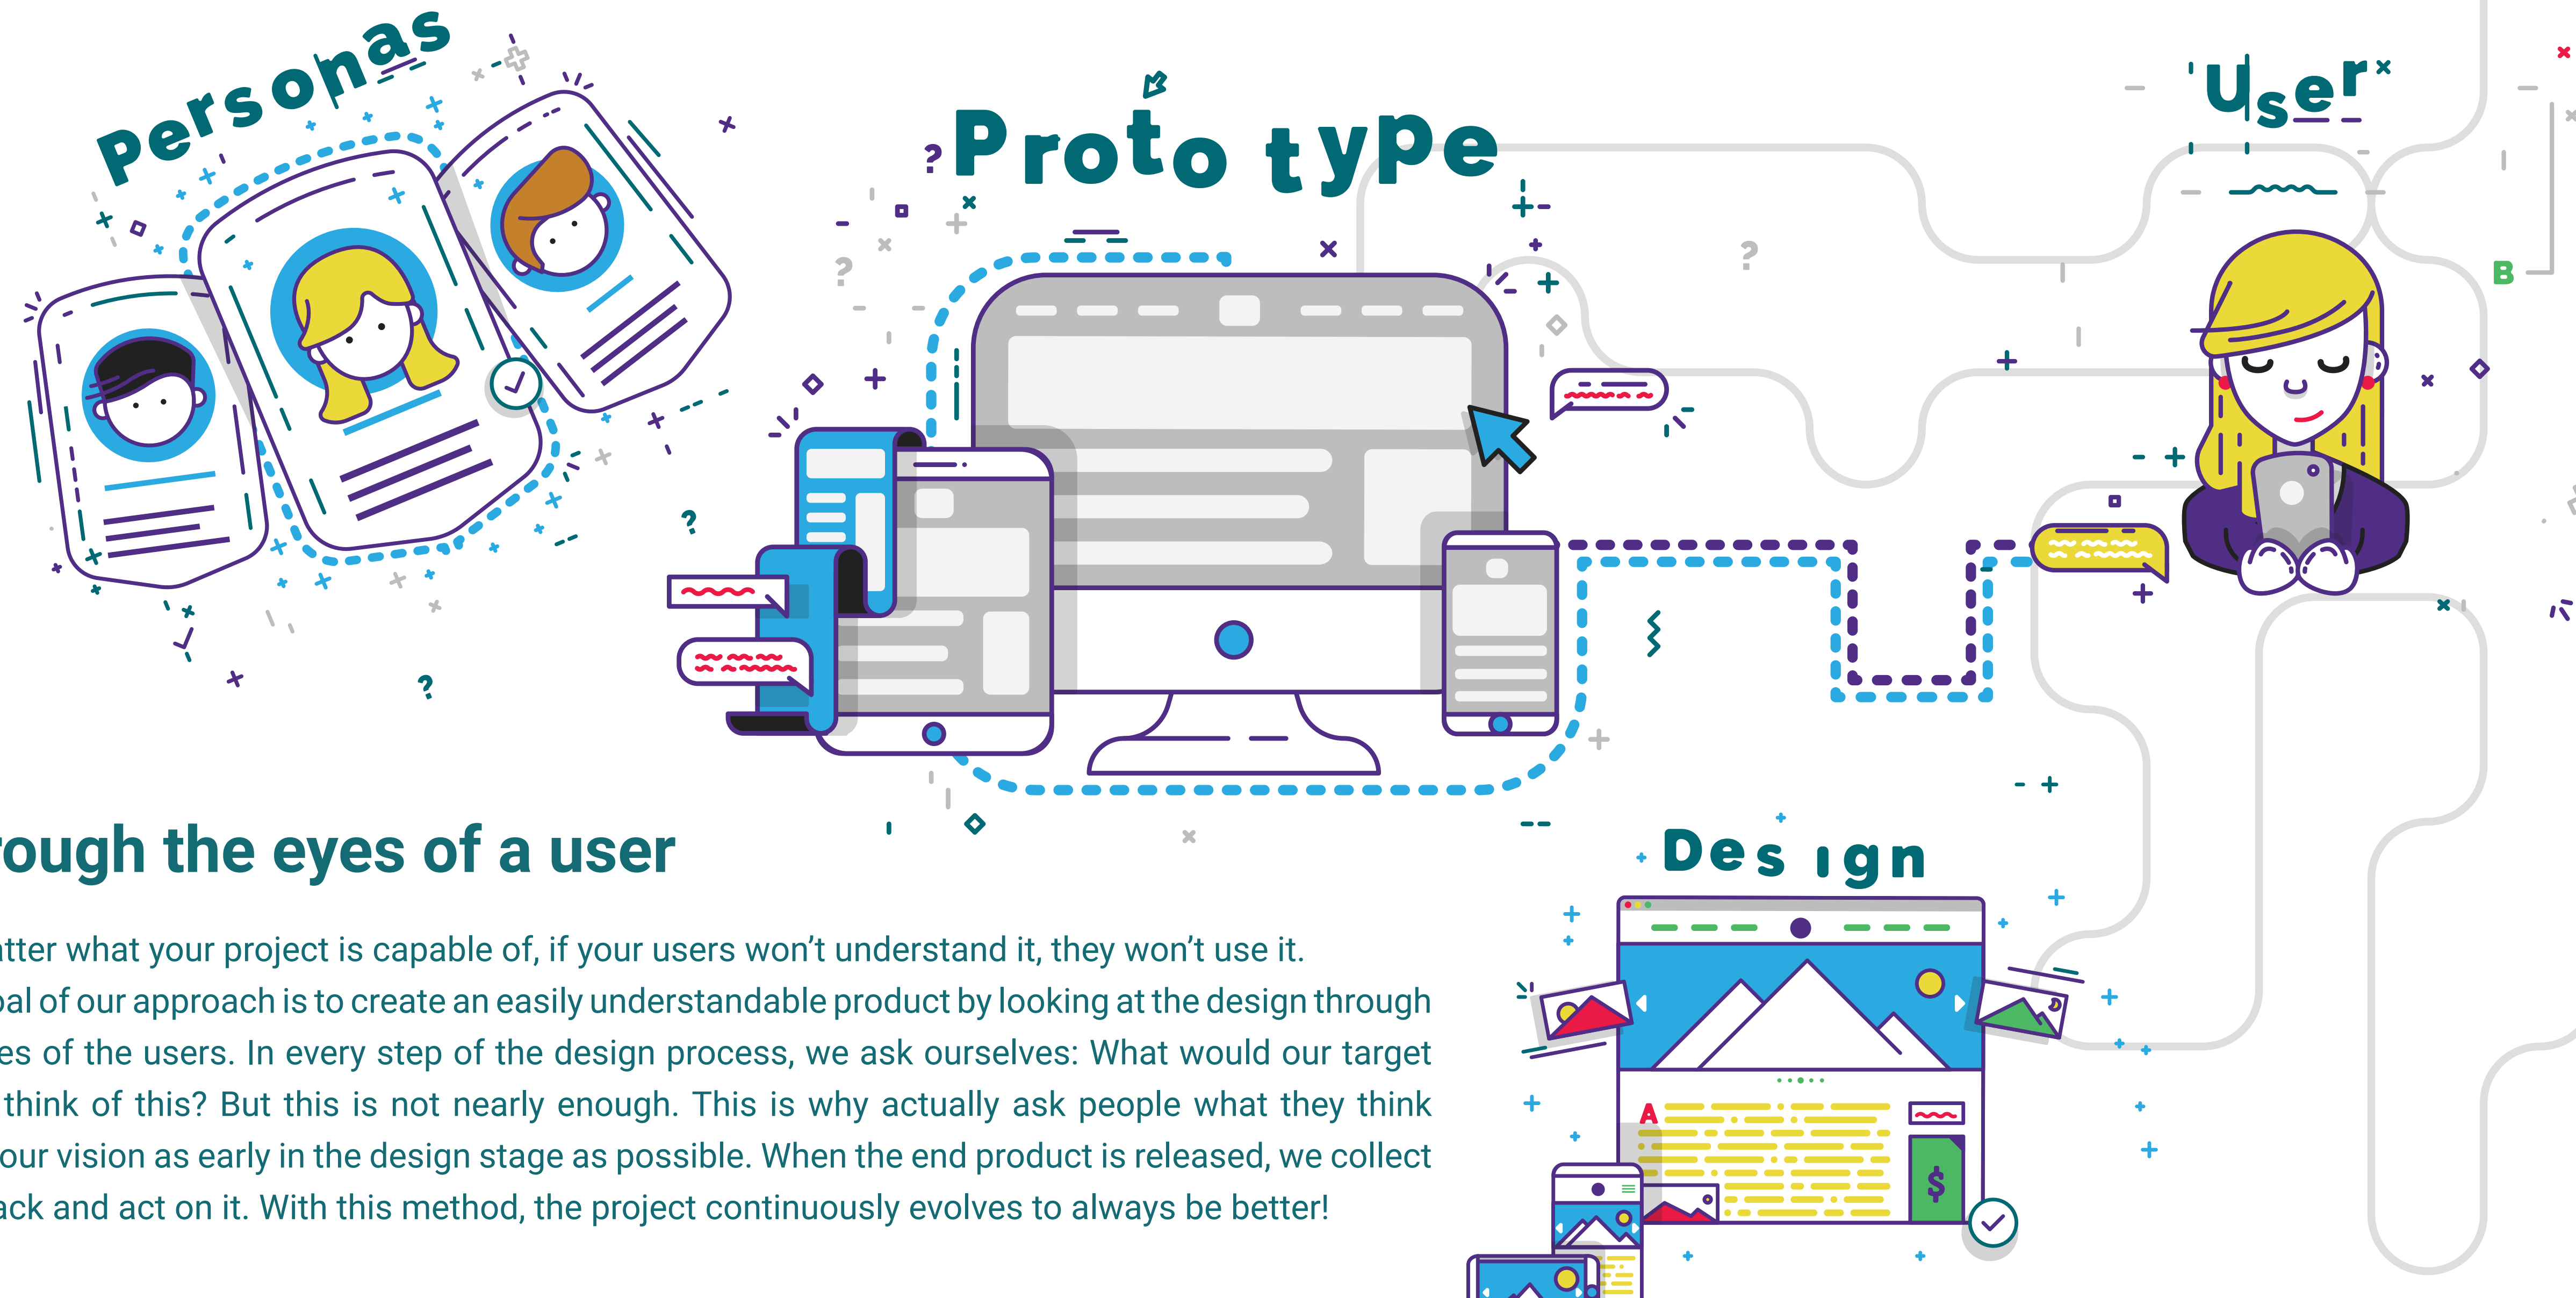 Personas
Prototype
User
B
rough the eyes of a user
atter what your project is capable of, if your users won’t understand it, they won’t use it.
oal of our approach is to create an easily understandable product by looking at the design through
es of the users. In every step of the design process, we ask ourselves: What would our target
think of this? But this is not nearly enough. This is why actually ask people what they think
our vision as early in the design stage as possible. When the end product is released, we collect
ack and act on it. With this method, the project continuously evolves to always be better!
Design
A
$